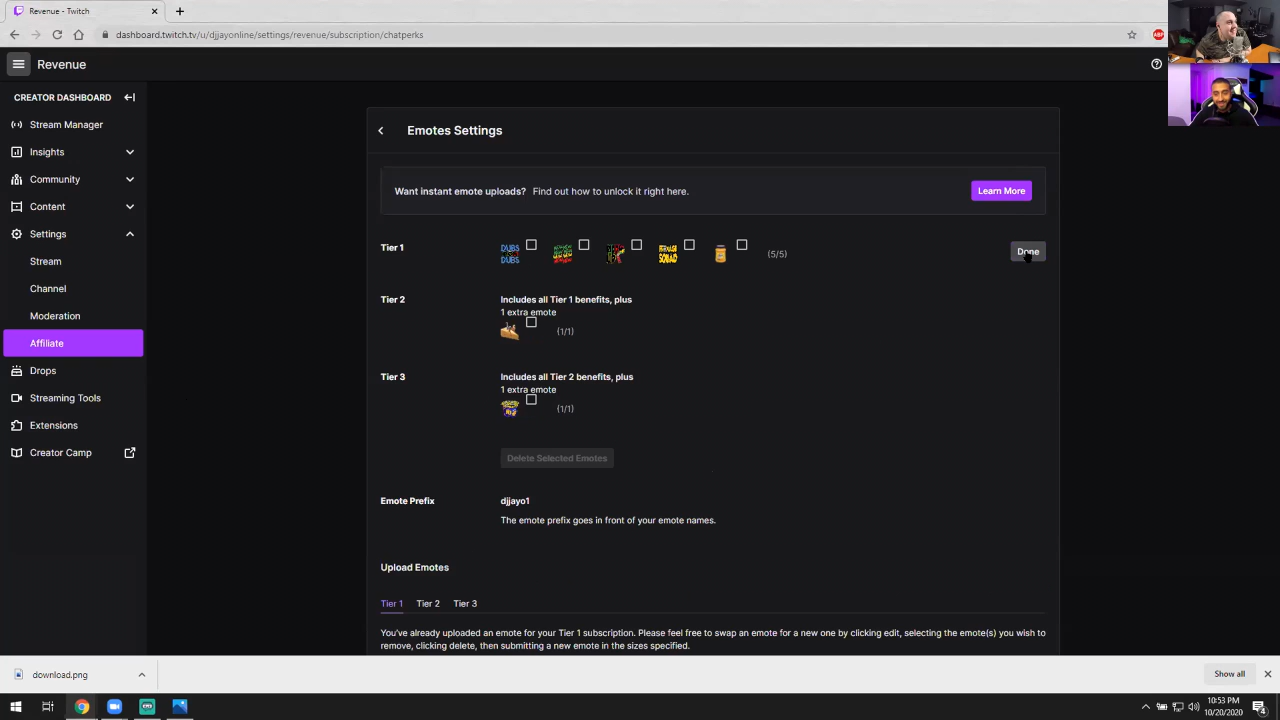 Revenue - Twitch
dashboard.twitch.tv/u/djjayonline/settings/revenue/subscription/chatperks
ABP
Revenue
CREATOR DASHBOARD
Stream Manager
Insights
Community
Content
Settings
Stream
Channel
Moderation
Affiliate
Drops
Streaming Tools
Extensions
Creator Camp
Emotes Settings
Want instant emote uploads? Find out how to unlock it right here.
Learn More
Tier 1
DUBS
DUBS
SQUAD
(5/5)
Done
Tier 2
Includes all Tier 1 benefits, plus
1 extra emote
(1/1)
Tier 3
Includes all Tier 2 benefits, plus
1 extra emote
(1/1)
Delete Selected Emotes
Emote Prefix
djjayo1
The emote prefix goes in front of your emote names.
Upload Emotes
Tier 1 Tier 2 Tier 3
You've already uploaded an emote for your Tier 1 subscription. Please feel free to swap an emote for a new one by clicking edit, selecting the emote(s) you wish to
remove, clicking delete, then submitting a new emote in the sizes specified.
download.png
Show all
10:53 PM
10/20/2020
4